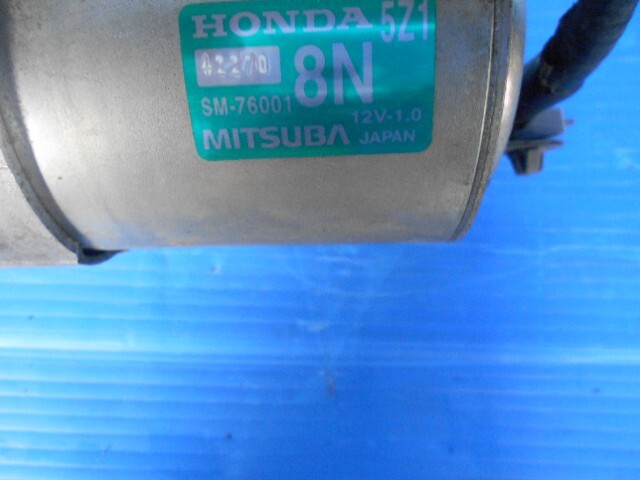 HONDA 5Z1
8N
SM-76001
12V-1.0
MITSUBA JAPAN